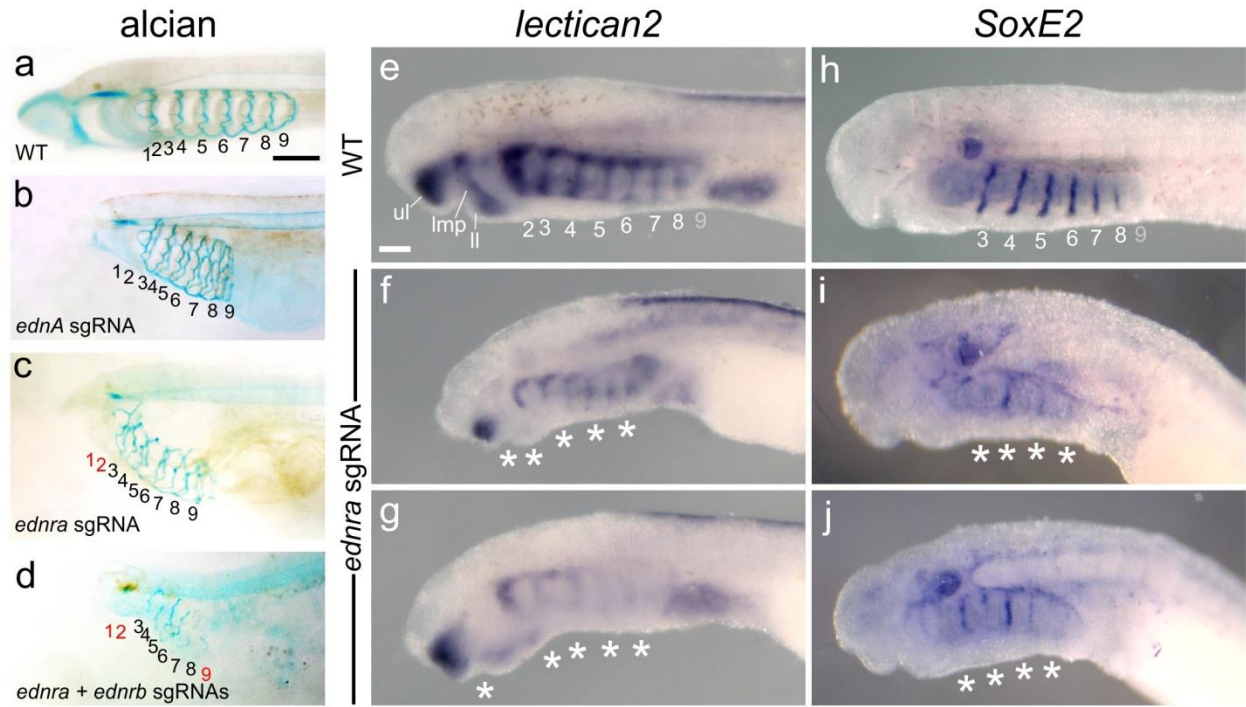 alcian
lectican2
SoxE2
a
WT
1 2 3 4 5 6 7 8 9
b
1 2 3 4 5 6 7 8 9
ednA sgRNA
c
1 2 3 4 5 6 7 8 9
ednra sgRNA
d
1 2 3 4 5 6 7 8 9
ednra + ednrb sgRNAs
WT
ednra sgRNA
e
ul lmp ll
2 3 4 5 6 7 8 9
f
* * * * *
g
* * * * *
h
3 4 5 6 7 8 9
i
* * * *
j
* * * *